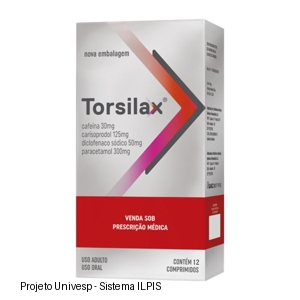 nova embalagem
Torsilax®
cafeína 30mg
carisoprodol 125mg
diclofenaco sódico 50mg
paracetamol 300mg
VENDA SOB
PRESCRIÇÃO MÉDICA
USO ADULTO
USO ORAL
CONTÉM 12
COMPRIMIDOS
Projeto Univesp - Sistema ILPIS